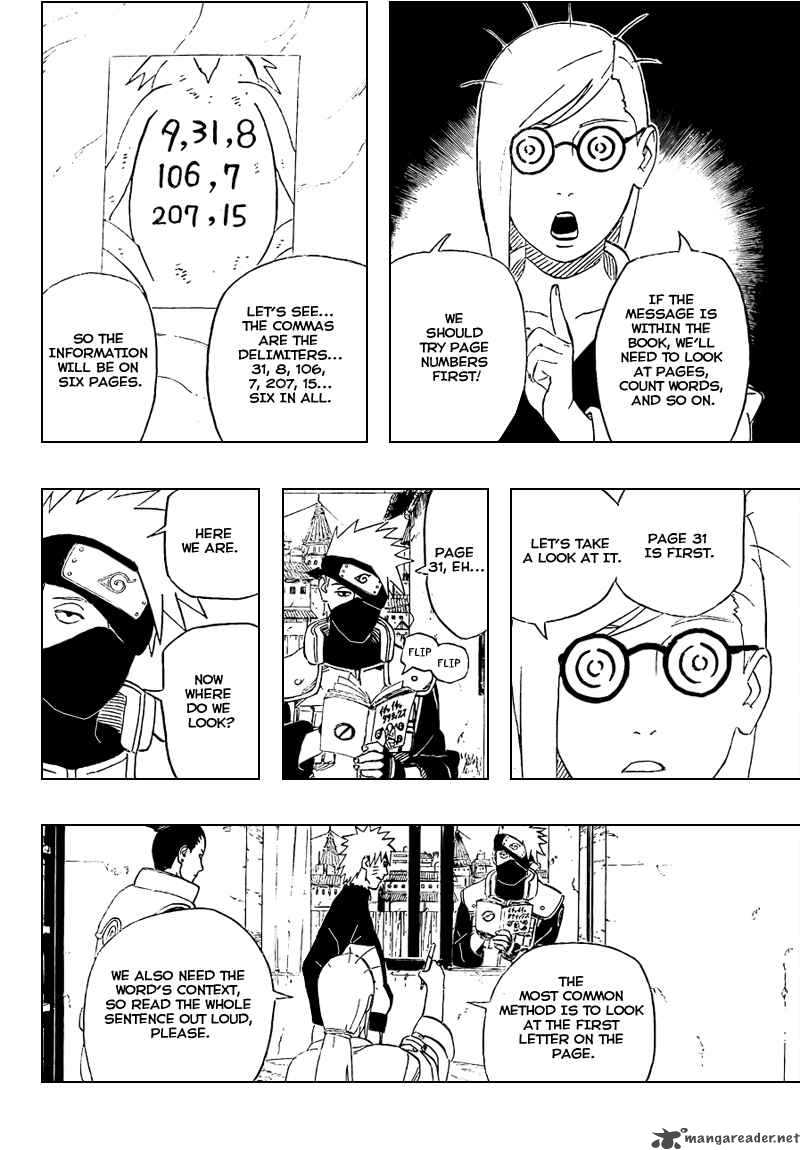 IF THE
MESSAGE IS
WITHIN THE
BOOK, WE'LL
NEED TO LOOK
AT PAGES,
COUNT WORDS,
AND SO ON.
WE
SHOULD
TRY PAGE
NUMBERS
FIRST!
9,31,8
106,7
207,15
LET'S SEE...
THE COMMAS
ARE THE
DELIMITERS...
31, 8, 106,
7, 207, 15...
SIX IN ALL.
SO THE
INFORMATION
WILL BE ON
SIX PAGES.
PAGE 31
IS FIRST.
LET'S TAKE
A LOOK AT IT.
PAGE
31, EH...
FLIP
FLIP
HERE
WE ARE.
NOW
WHERE
DO WE
LOOK?
THE
MOST COMMON
METHOD IS TO LOOK
AT THE FIRST
LETTER ON
THE PAGE.
WE ALSO NEED THE
WORD'S CONTEXT,
SO READ THE WHOLE
SENTENCE OUT LOUD,
PLEASE.
mangareader.net